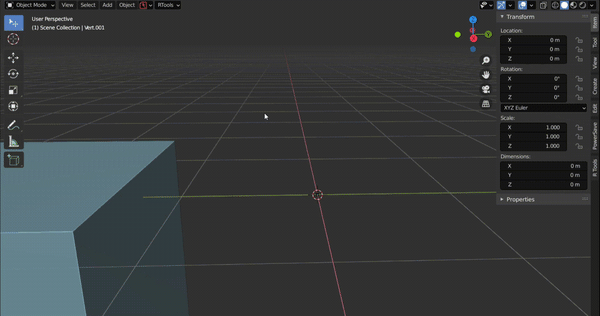 Object Mode
View
Select
Add
Object
RTools
User Perspective
(1) Scene Collection | Vert.001
Z
Y
Transform
Location:
X 0 m
Y 0 m
Z 0 m
Rotation:
X 0°
Y 0°
Z 0°
XYZ Euler
Scale:
X 1.000
Y 1.000
Z 1.000
Dimensions:
X 0 m
Y 0 m
Z 0 m
Properties
Item
Tool
View
Create
Edit
PowerSave
R.Tools